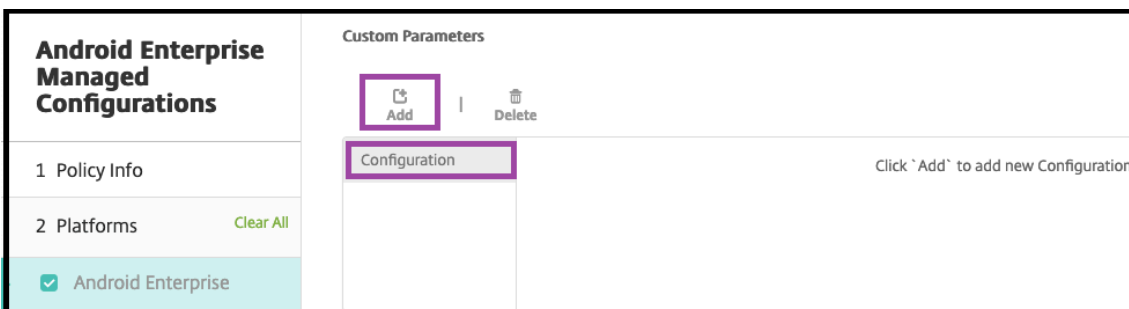 Android Enterprise
Managed
Configurations
1 Policy Info
2 Platforms
Clear All
Android Enterprise
Custom Parameters
Add
Delete
Configuration
Click `Add` to add new Configuration